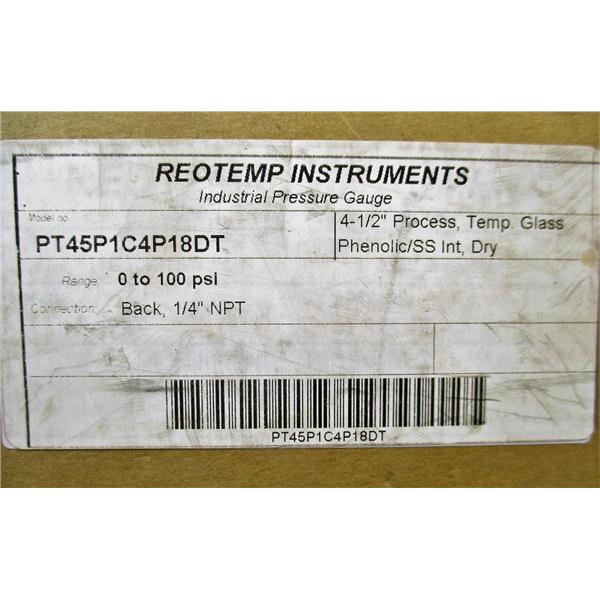 REOTEMP INSTRUMENTS
Industrial Pressure Gauge
Model no.
PT45P1C4P18DT
4-1/2" Process, Temp. Glass
Phenolic/SS Int, Dry
Range: 0 to 100 psi
Connection: Back, 1/4" NPT
PT45P1C4P18DT